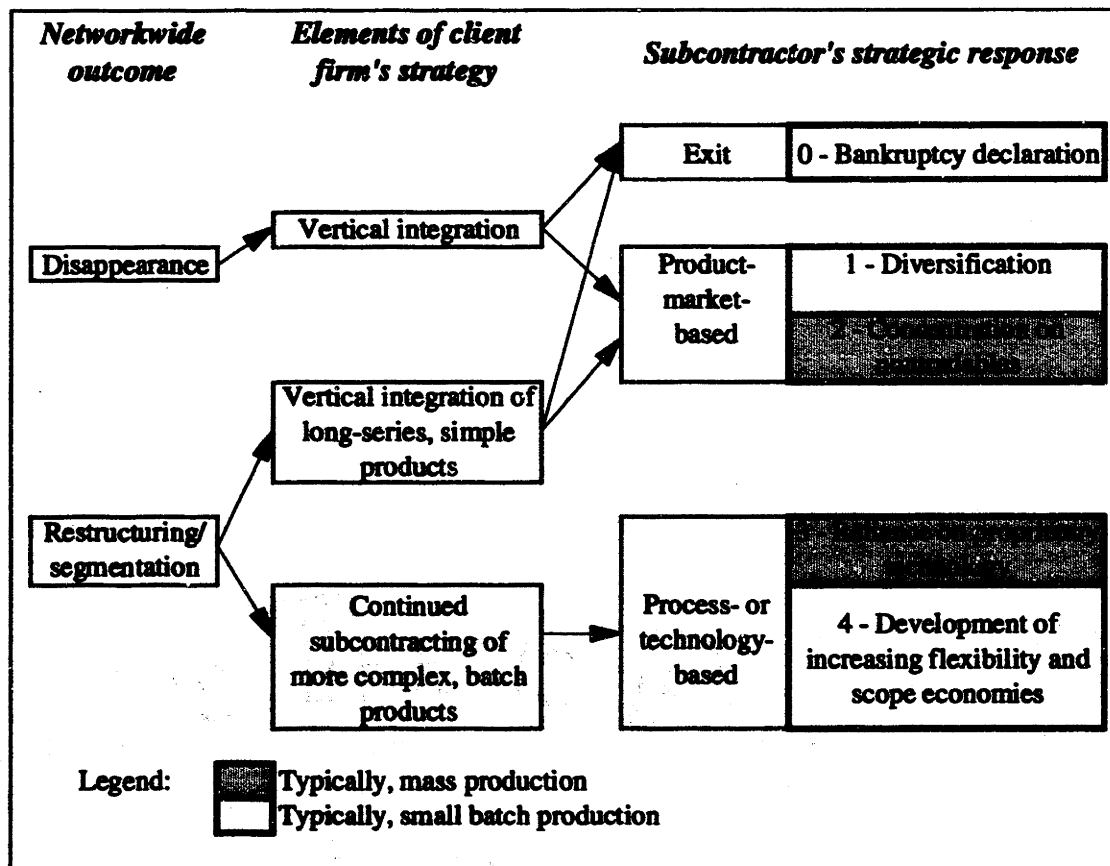 Networkwide
outcome
Elements of client
firm's strategy
Subcontractor's strategic response
Exit
0 - Bankruptcy declaration
Vertical integration
Disappearance
Product-
market-
based
1 - Diversification
2 - Concentration on
Vertical integration of
long-series, simple
products
Restructuring/
segmentation
Continued
subcontracting of
more complex, batch
products
Process- or
technology-
based
4 - Development of
increasing flexibility and
scope economies
Legend:
Typically, mass production
Typically, small batch production